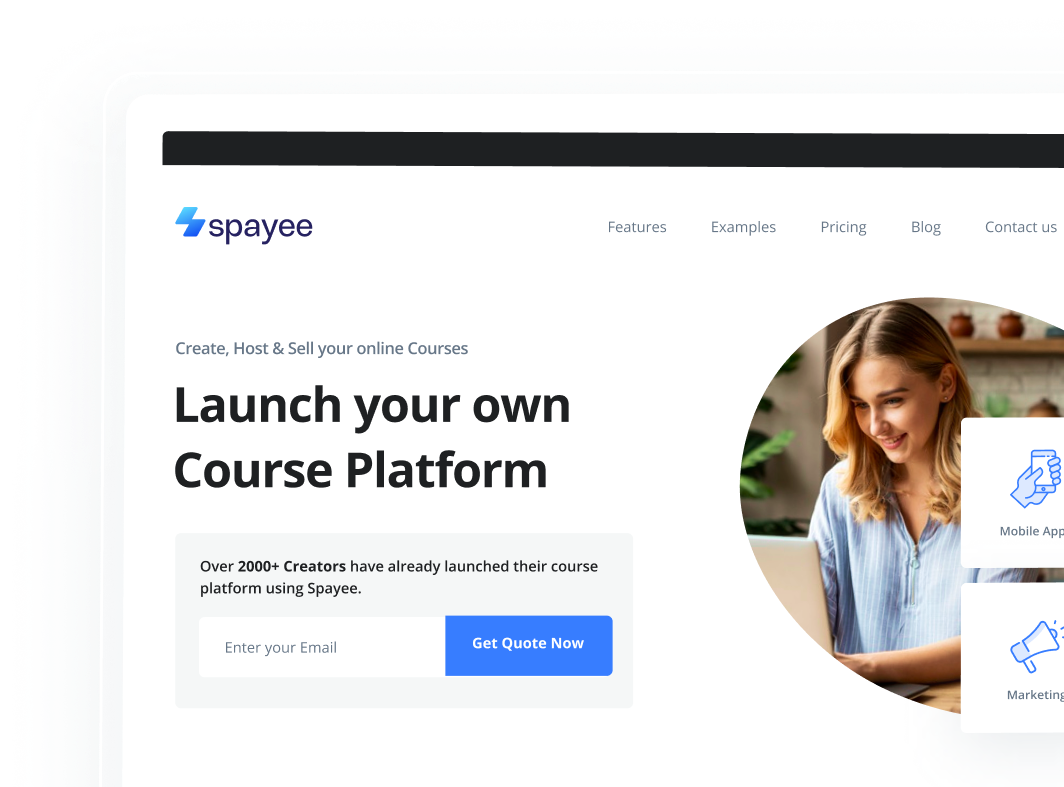 spayee
Features Examples Pricing Blog Contact us
Create, Host & Sell your online Courses
Launch your own
Course Platform
Over 2000+ Creators have already launched their course
platform using Spayee.
Enter your Email
Get Quote Now
Mobile App
Marketing